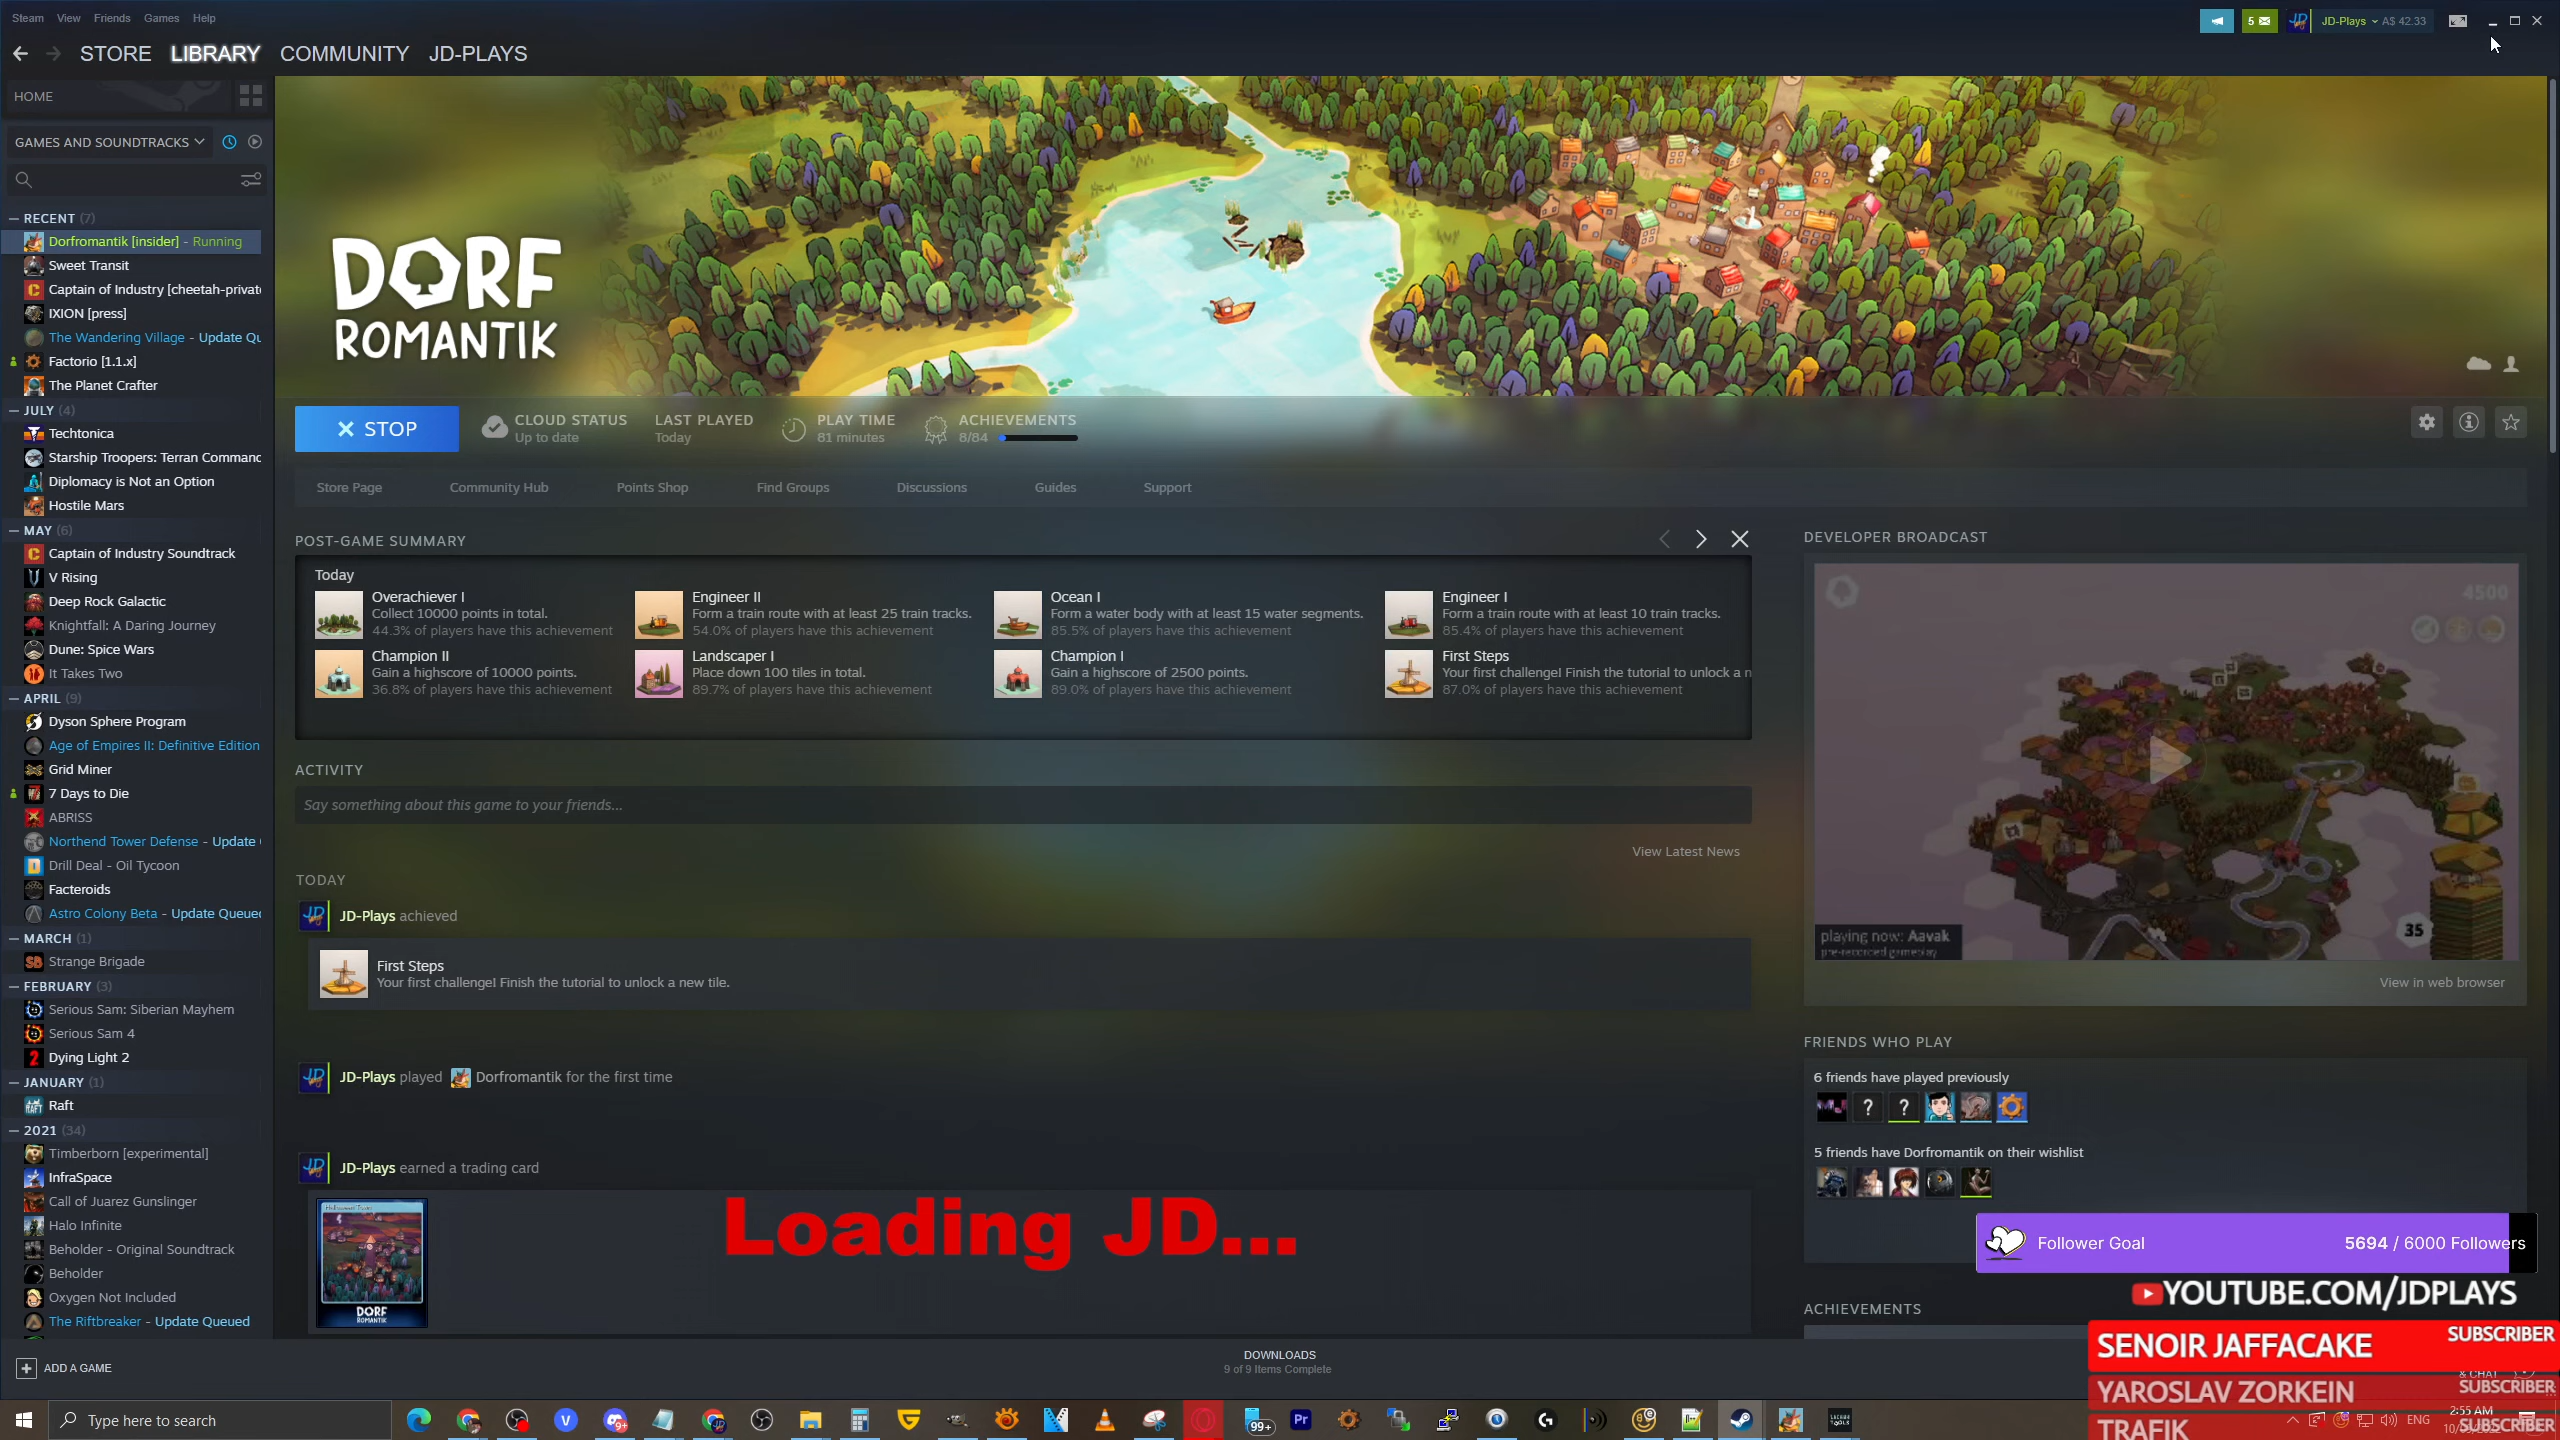 Steam View Friends Games Help
5
JD-Plays A$ 42.33
STORE LIBRARY COMMUNITY JD-PLAYS
HOME
GAMES AND SOUNDTRACKS
— RECENT (7)
Dorfromantik [insider] - Running
Sweet Transit
Captain of Industry [cheetah-privat
IXION [press]
The Wandering Village - Update Qu
Factorio [1.1.x]
The Planet Crafter
— JULY (4)
Techtonica
Starship Troopers: Terran Command
Diplomacy is Not an Option
Hostile Mars
— MAY (6)
Captain of Industry Soundtrack
V Rising
Deep Rock Galactic
Knightfall: A Daring Journey
Dune: Spice Wars
It Takes Two
— APRIL (9)
Dyson Sphere Program
Age of Empires II: Definitive Edition
Grid Miner
7 Days to Die
ABRISS
Northend Tower Defense - Update
Drill Deal - Oil Tycoon
Facteroids
Astro Colony Beta - Update Queue
— MARCH (1)
Strange Brigade
— FEBRUARY (3)
Serious Sam: Siberian Mayhem
Serious Sam 4
Dying Light 2
— JANUARY (1)
Raft
— 2021 (34)
Timberborn [experimental]
InfraSpace
Call of Juarez Gunslinger
Halo Infinite
Beholder - Original Soundtrack
Beholder
Oxygen Not Included
The Riftbreaker - Update Queued
ADD A GAME
DORF
ROMANTIK
STOP
CLOUD STATUS
Up to date
LAST PLAYED
Today
PLAY TIME
81 minutes
ACHIEVEMENTS
8/84
Store Page Community Hub Points Shop Find Groups Discussions Guides Support
POST-GAME SUMMARY
Today
Overachiever I
Collect 10000 points in total.
44.3% of players have this achievement
Engineer II
Form a train route with at least 25 train tracks.
54.0% of players have this achievement
Ocean I
Form a water body with at least 15 water segments.
85.5% of players have this achievement
Engineer I
Form a train route with at least 10 train tracks.
85.4% of players have this achievement
Champion II
Gain a highscore of 10000 points.
36.8% of players have this achievement
Landscaper I
Place down 100 tiles in total.
89.7% of players have this achievement
Champion I
Gain a highscore of 2500 points.
89.0% of players have this achievement
First Steps
Your first challenge! Finish the tutorial to unlock a n
87.0% of players have this achievement
ACTIVITY
Say something about this game to your friends...
View Latest News
TODAY
JD-Plays achieved
First Steps
Your first challenge! Finish the tutorial to unlock a new tile.
JD-Plays played Dorfromantik for the first time
JD-Plays earned a trading card
DORF
ROMANTIK
Loading JD...
DEVELOPER BROADCAST
4500
35
playing now: Aavak
pre-recorded gameplay
View in web browser
FRIENDS WHO PLAY
6 friends have played previously
5 friends have Dorfromantik on their wishlist
Follower Goal 5694 / 6000 Followers
YOUTUBE.COM/JDPLAYS
ACHIEVEMENTS
SENOIR JAFFACAKE SUBSCRIBER
YAROSLAV ZORKEIN SUBSCRIBER
TRAFIK SUBSCRIBER
& CHAT
DOWNLOADS
9 of 9 Items Complete
Type here to search
9+
99+
Pr
ENG
2:55 AM